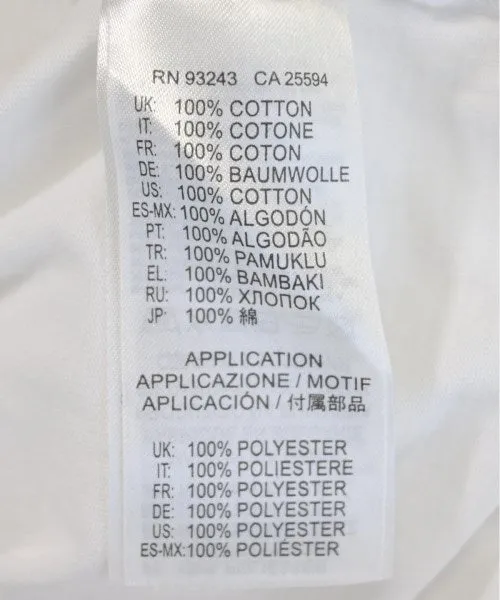 RN 93243 CA 25594
UK: 100% COTTON
IT: 100% COTONE
FR: 100% COTON
DE: 100% BAUMWOLLE
US: 100% COTTON
ES-MX: 100% ALGODÓN
PT: 100% ALGODÃO
TR: 100% PAMUKLU
EL: 100% BAMBAKI
RU: 100% ХЛОПОК
JP: 100% 綿
APPLICATION
APPLICAZIONE / MOTIF
APLICACIÓN / 付属部品
UK: 100% POLYESTER
IT: 100% POLIESTERE
FR: 100% POLYESTER
DE: 100% POLYESTER
US: 100% POLYESTER
ES-MX: 100% POLIÉSTER